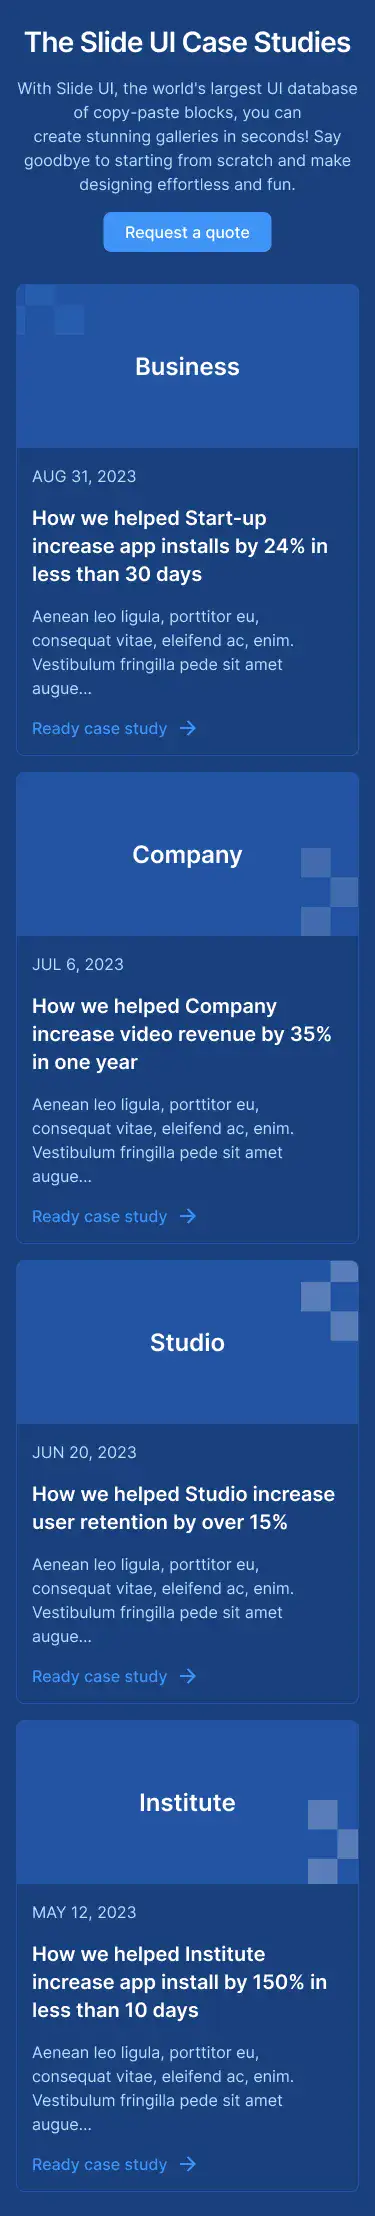 The Slide UI Case Studies
With Slide UI, the world's largest UI database
of copy-paste blocks, you can
create stunning galleries in seconds! Say
goodbye to starting from scratch and make
designing effortless and fun.
Request a quote
Business
AUG 31, 2023
How we helped Start-up
increase app installs by 24% in
less than 30 days
Aenean leo ligula, porttitor eu,
consequat vitae, eleifend ac, enim.
Vestibulum fringilla pede sit amet
augue...
Ready case study
Company
JUL 6, 2023
How we helped Company
increase video revenue by 35%
in one year
Aenean leo ligula, porttitor eu,
consequat vitae, eleifend ac, enim.
Vestibulum fringilla pede sit amet
augue...
Ready case study
Studio
JUN 20, 2023
How we helped Studio increase
user retention by over 15%
Aenean leo ligula, porttitor eu,
consequat vitae, eleifend ac, enim.
Vestibulum fringilla pede sit amet
augue...
Ready case study
Institute
MAY 12, 2023
How we helped Institute
increase app install by 150% in
less than 10 days
Aenean leo ligula, porttitor eu,
consequat vitae, eleifend ac, enim.
Vestibulum fringilla pede sit amet
augue...
Ready case study